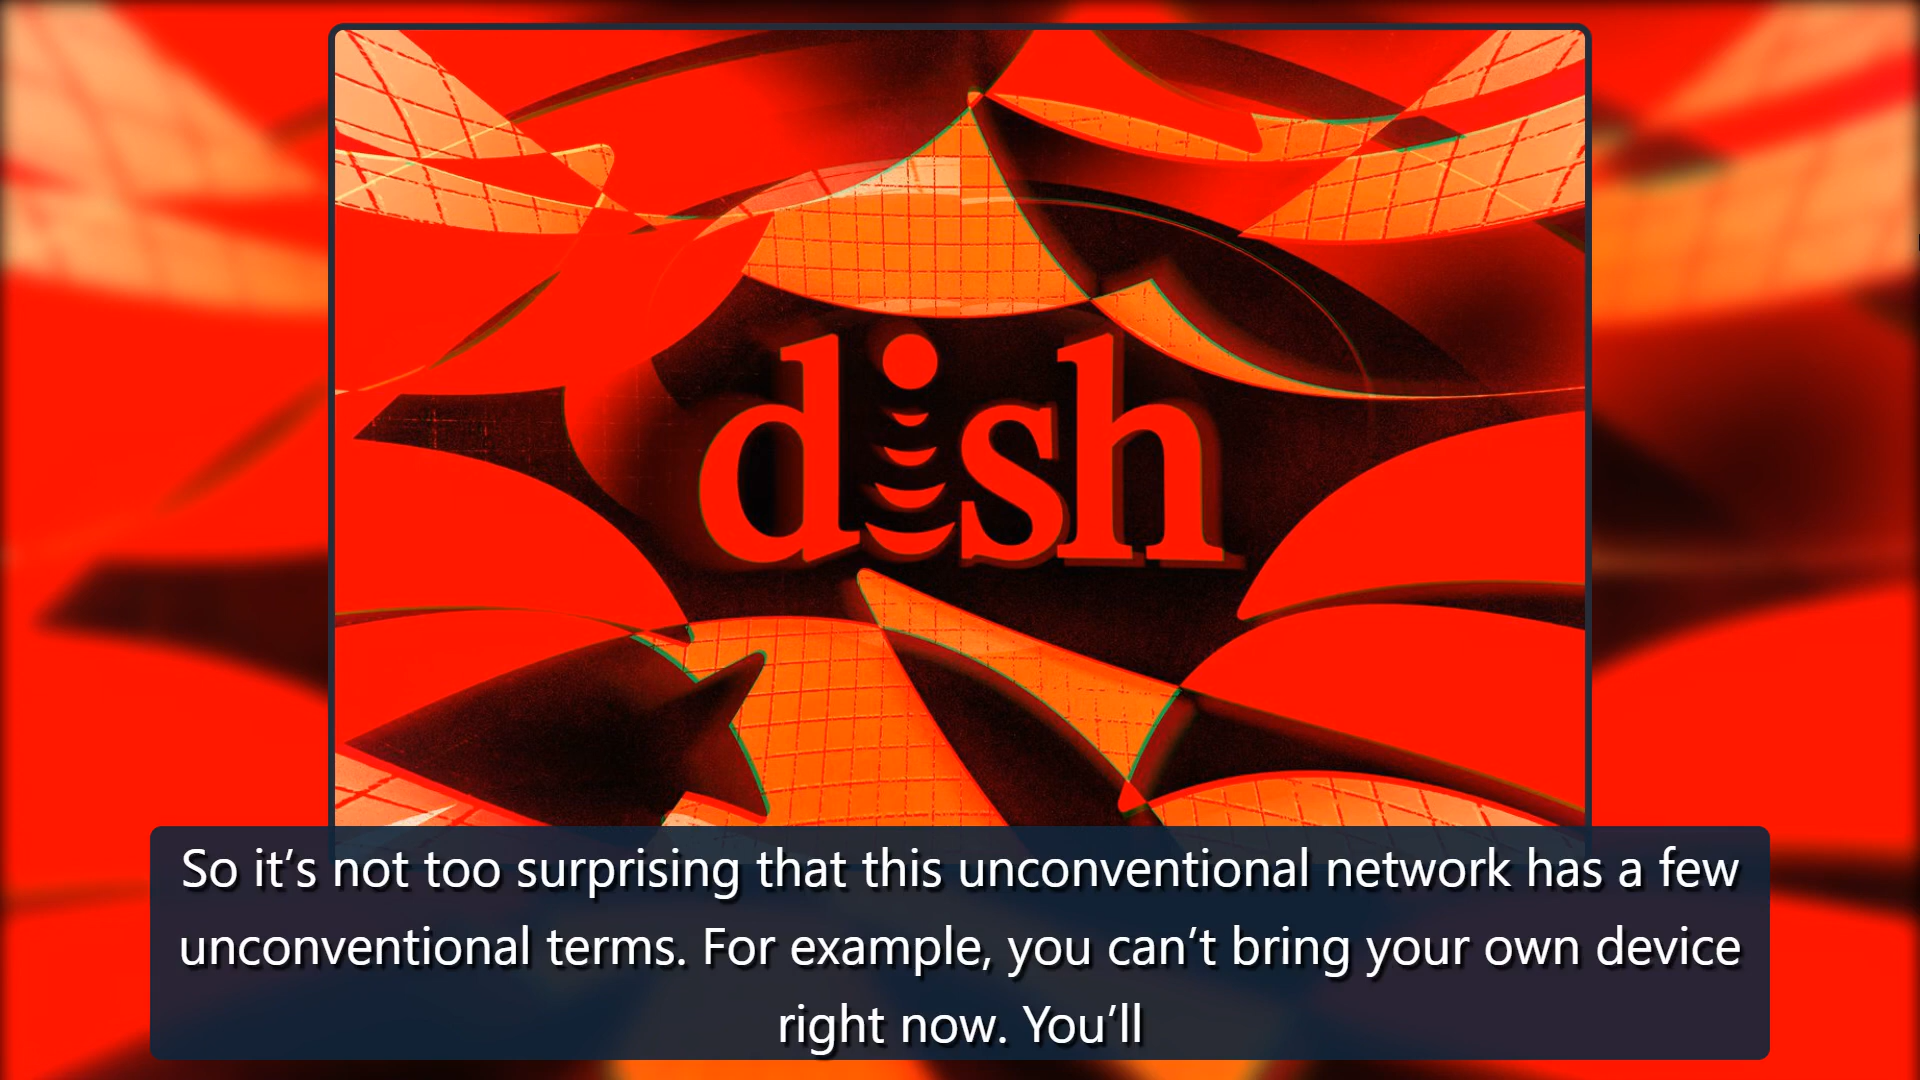 dish
So it’s not too surprising that this unconventional network has a few
unconventional terms. For example, you can’t bring your own device
right now. You’ll